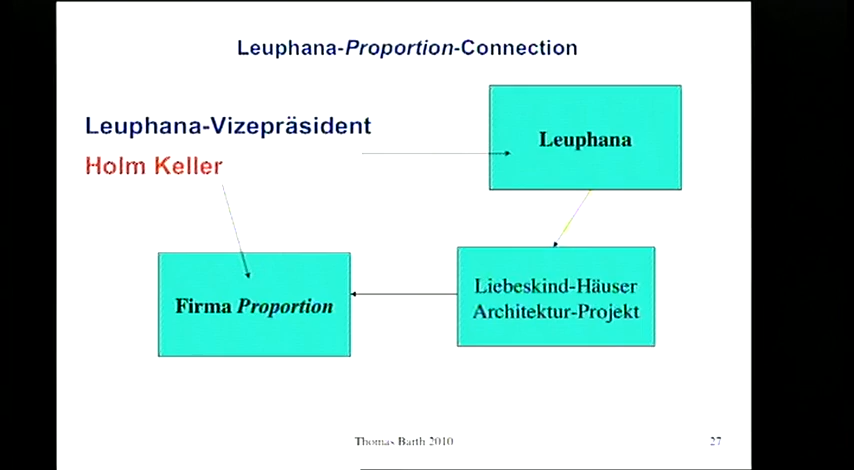 Leuphana-Proportion-Connection
Leuphana-Vizepräsident
Holm Keller
Leuphana
Firma Proportion
Liebeskind-Häuser
Architektur-Projekt
Thomas Barth 2010
27